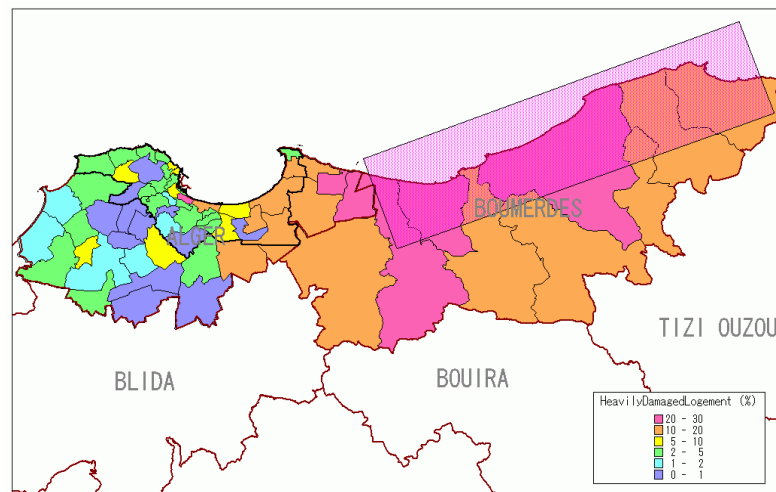 BOUMERDES
ALGER
TIZI OUZOU
BLIDA
BOUIRA
HeavilyDamagedLogement (%)
20 - 30
10 - 20
5 - 10
2 - 5
1 - 2
0 - 1